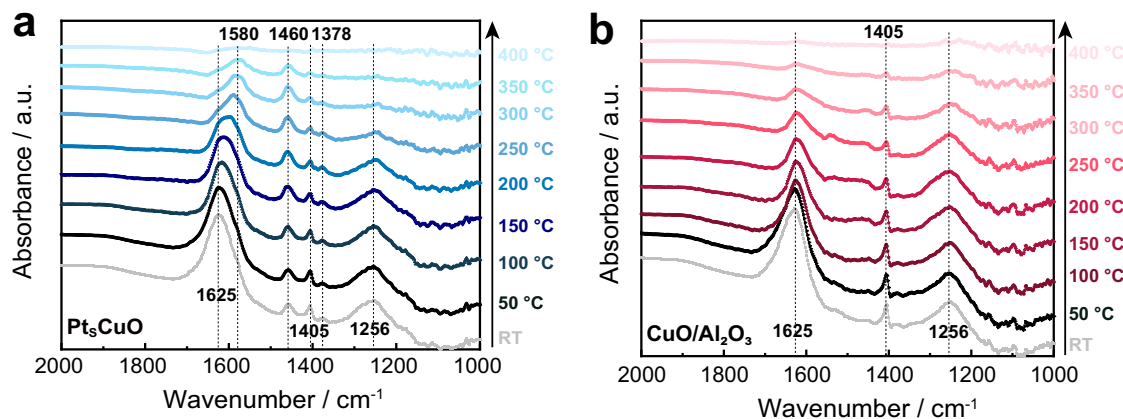 a
1580 1460 1378
400 °C
350 °C
300 °C
250 °C
200 °C
150 °C
100 °C
50 °C
RT
1625
1405 1256
PtₛCuO
Absorbance / a.u.
2000 1800 1600 1400 1200 1000
Wavenumber / cm⁻¹
b
1405
400 °C
350 °C
300 °C
250 °C
200 °C
150 °C
100 °C
50 °C
RT
CuO/Al₂O₃
1625
1256
Absorbance / a.u.
2000 1800 1600 1400 1200 1000
Wavenumber / cm⁻¹